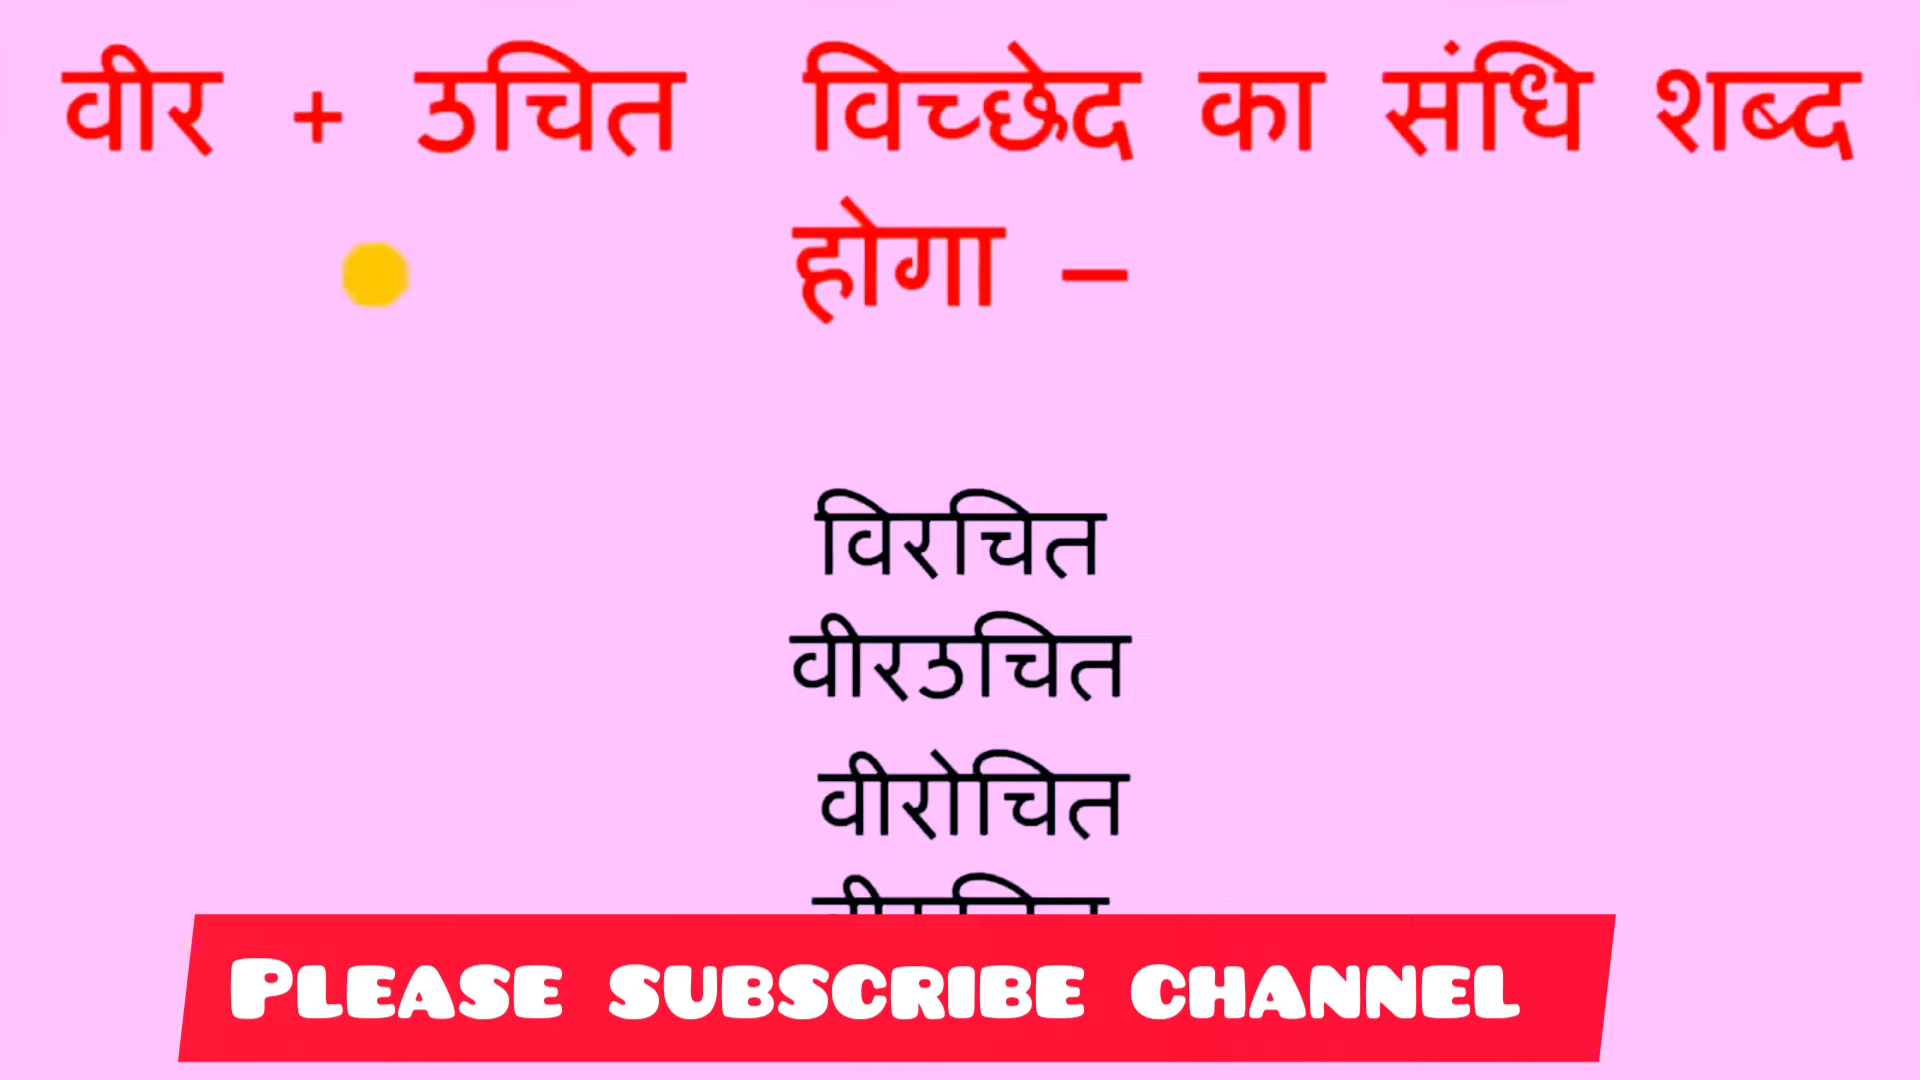 वीर + उचित विच्छेद का संधि शब्द
होगा –
विरचित
वीरउचित
वीरोचित
PLEASE SUBSCRIBE CHANNEL